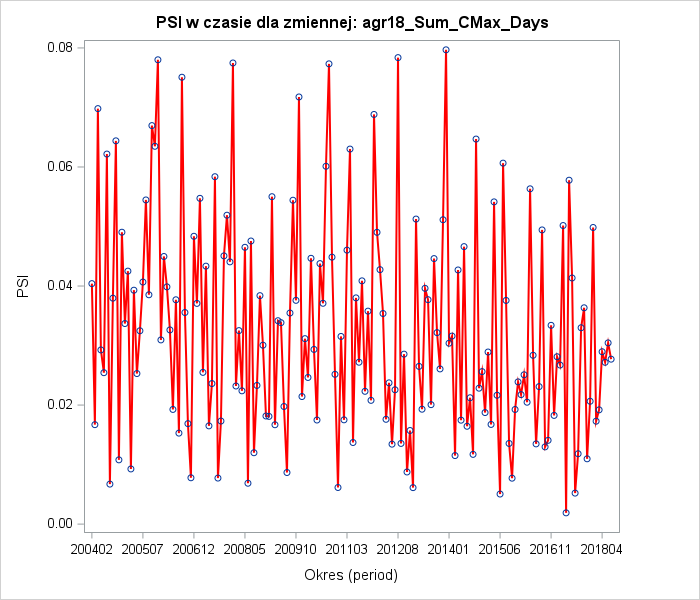 PSI w czasie dla zmiennej: agr18_Sum_CMax_Days
0.08
0.06
0.04
0.02
0.00
PSI
200402 200507 200612 200805 200910 201103 201208 201401 201506 201611 201804
Okres (period)